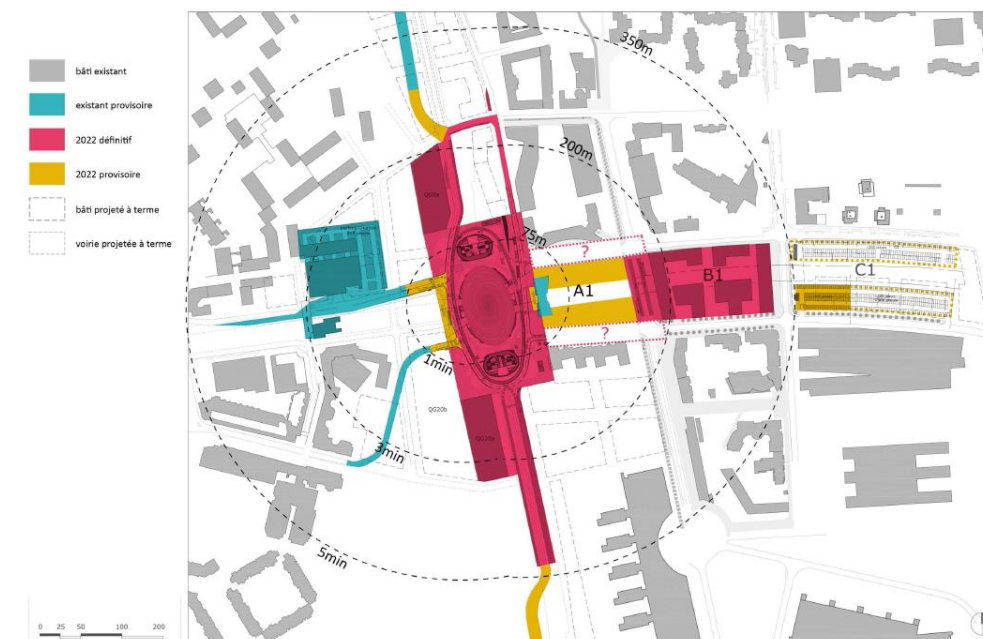 bâti existant
existant provisoire
2022 définitif
2022 provisoire
bâti projeté à terme
voirie projetée à terme
350m
200m
75m
?
A1
B1
C1
?
1min
QG20b
3min
5min
0 25 50 100 200